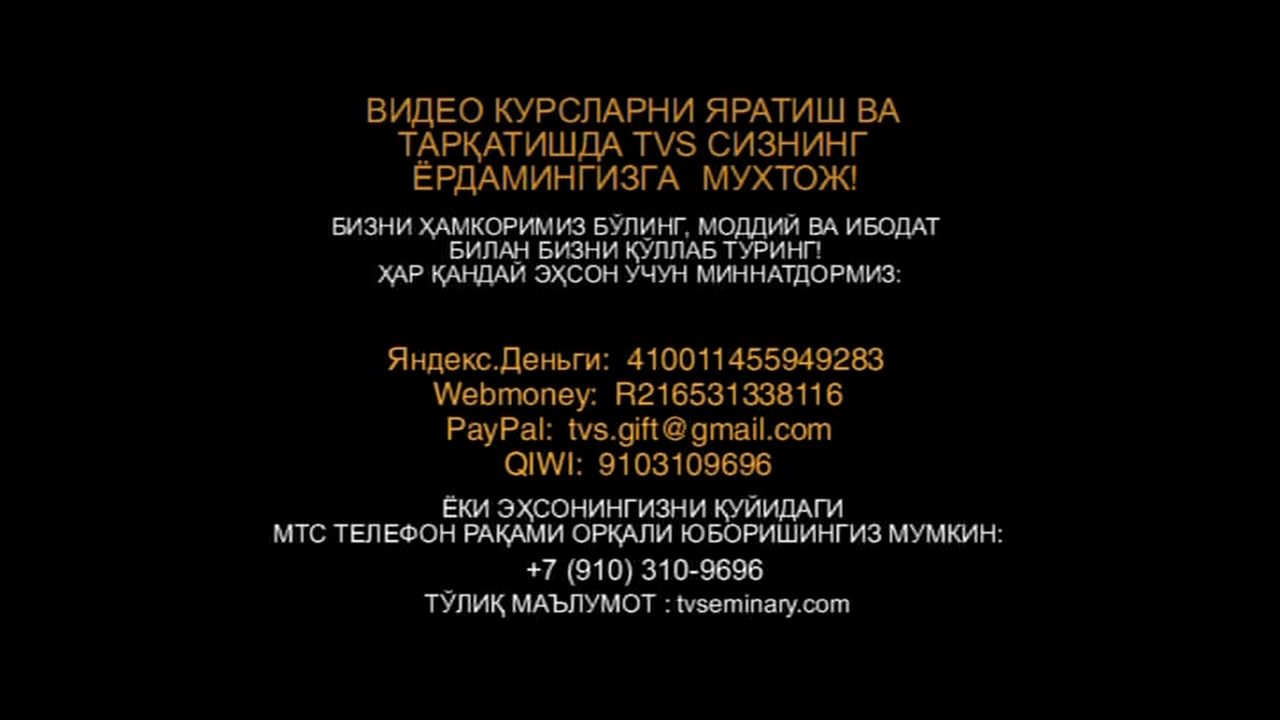 ВИДЕО КУРСЛАРНИ ЯРАТИШ ВА
ТАРҚАТИШДА TVS СИЗНИНГ
ЁРДАМИНГИЗГА МУХТОЖ!
БИЗНИ ҲАМКОРИМИЗ БЎЛИНГ, МОДДИЙ ВА ИБОДАТ
БИЛАН БИЗНИ ҚЎЛЛАБ ТУРИНГ!
ҲАР ҚАНДАЙ ЭҲСОН УЧУН МИННАТДОРМИЗ:
Яндекс.Деньги: 410011455949283
Webmoney: R216531338116
PayPal: tvs.gift@gmail.com
QIWI: 9103109696
ЁКИ ЭҲСОНИНГИЗНИ ҚУЙИДАГИ
МТС ТЕЛЕФОН РАҚАМИ ОРҚАЛИ ЮБОРИШИНГИЗ МУМКИН:
+7 (910) 310-9696
ТЎЛИҚ МАЪЛУМОТ : tvseminary.com